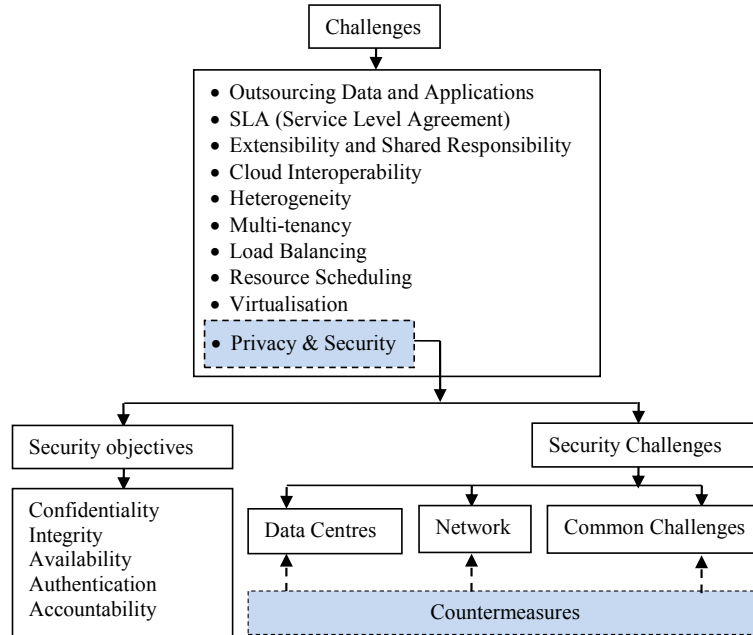 Challenges
• Outsourcing Data and Applications
• SLA (Service Level Agreement)
• Extensibility and Shared Responsibility
• Cloud Interoperability
• Heterogeneity
• Multi-tenancy
• Load Balancing
• Resource Scheduling
• Virtualisation
• Privacy & Security
Security objectives
Security Challenges
Confidentiality
Integrity
Availability
Authentication
Accountability
Data Centres
Network
Common Challenges
Countermeasures